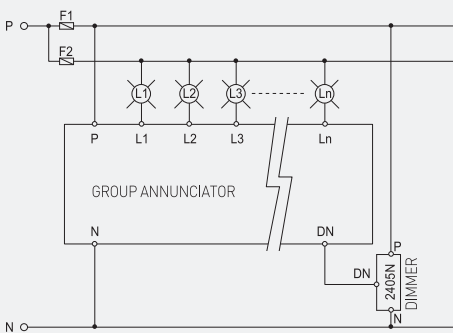 P
F1
F2
L1 L2 L3 Ln
P L1 L2 L3 Ln
GROUP ANNUNCIATOR
N DN
P
DN
2405N
DIMMER
N
N